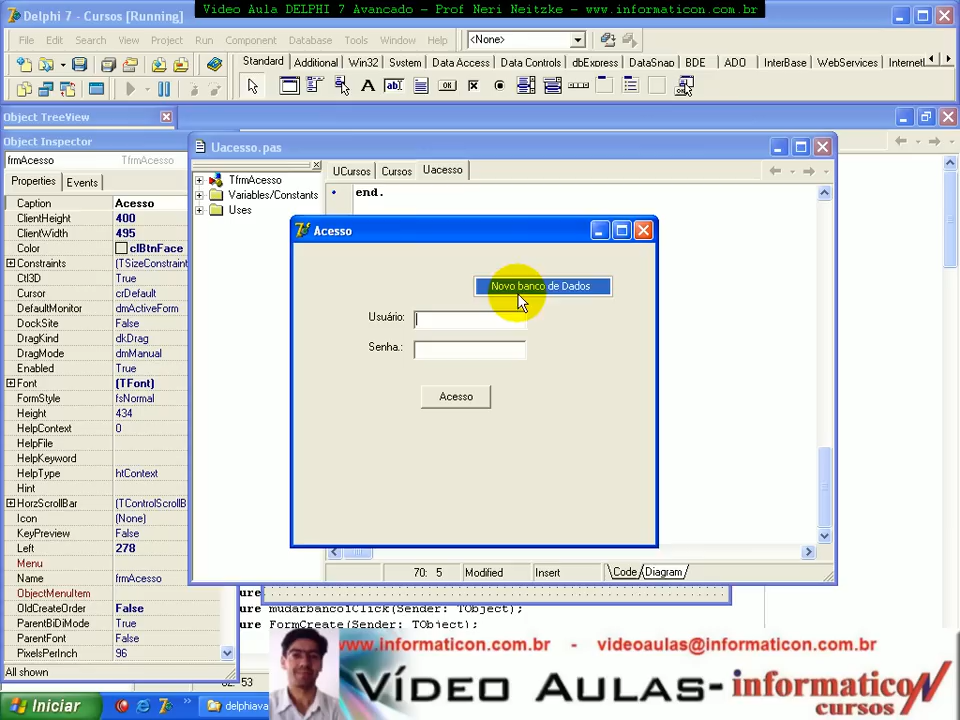 Video Aula DELPHI 7 Avancado - Prof Neri Neitzke - www.informaticon.com.br
Delphi 7 - Cursos [Running]
File Edit Search View Project Run Component Database Tools Window Help <None>
Standard Additional Win32 System Data Access Data Controls dbExpress DataSnap BDE ADO InterBase WebServices
Object TreeView
Object Inspector
frmAcesso TfrmAcesso
Properties Events
Caption Acesso
ClientHeight 400
ClientWidth 495
Color clBtnFace
Constraints (TSizeConstraint
Ctl3D True
Cursor crDefault
DefaultMonitor dmActiveForm
DockSite False
DragKind dkDrag
DragMode dmManual
Enabled True
Font (TFont)
FormStyle fsNormal
Height 434
HelpContext 0
HelpFile
HelpKeyword
HelpType htContext
Hint
HorzScrollBar (TControlScrollB
Icon (None)
KeyPreview False
Left 278
Menu
Name frmAcesso
ObjectMenuItem
OldCreateOrder False
ParentBiDiMode True
ParentFont False
PixelsPerInch 96
All shown
Uacesso.pas
UCursos Cursos Uacesso
TfrmAcesso
Variables/Constants
Uses
end.
Acesso
Novo banco de Dados
Usuário:
Senha.:
Acesso
70: 5 Modified Insert Code Diagram
ure mudarbanco1Click(Sender: TObject);
ure FormCreate(Sender: TObject);
www.informaticon.com.br - videoaulas@informaticon.com.br
Vídeo Aulas- informaticon
Iniciar delphiava